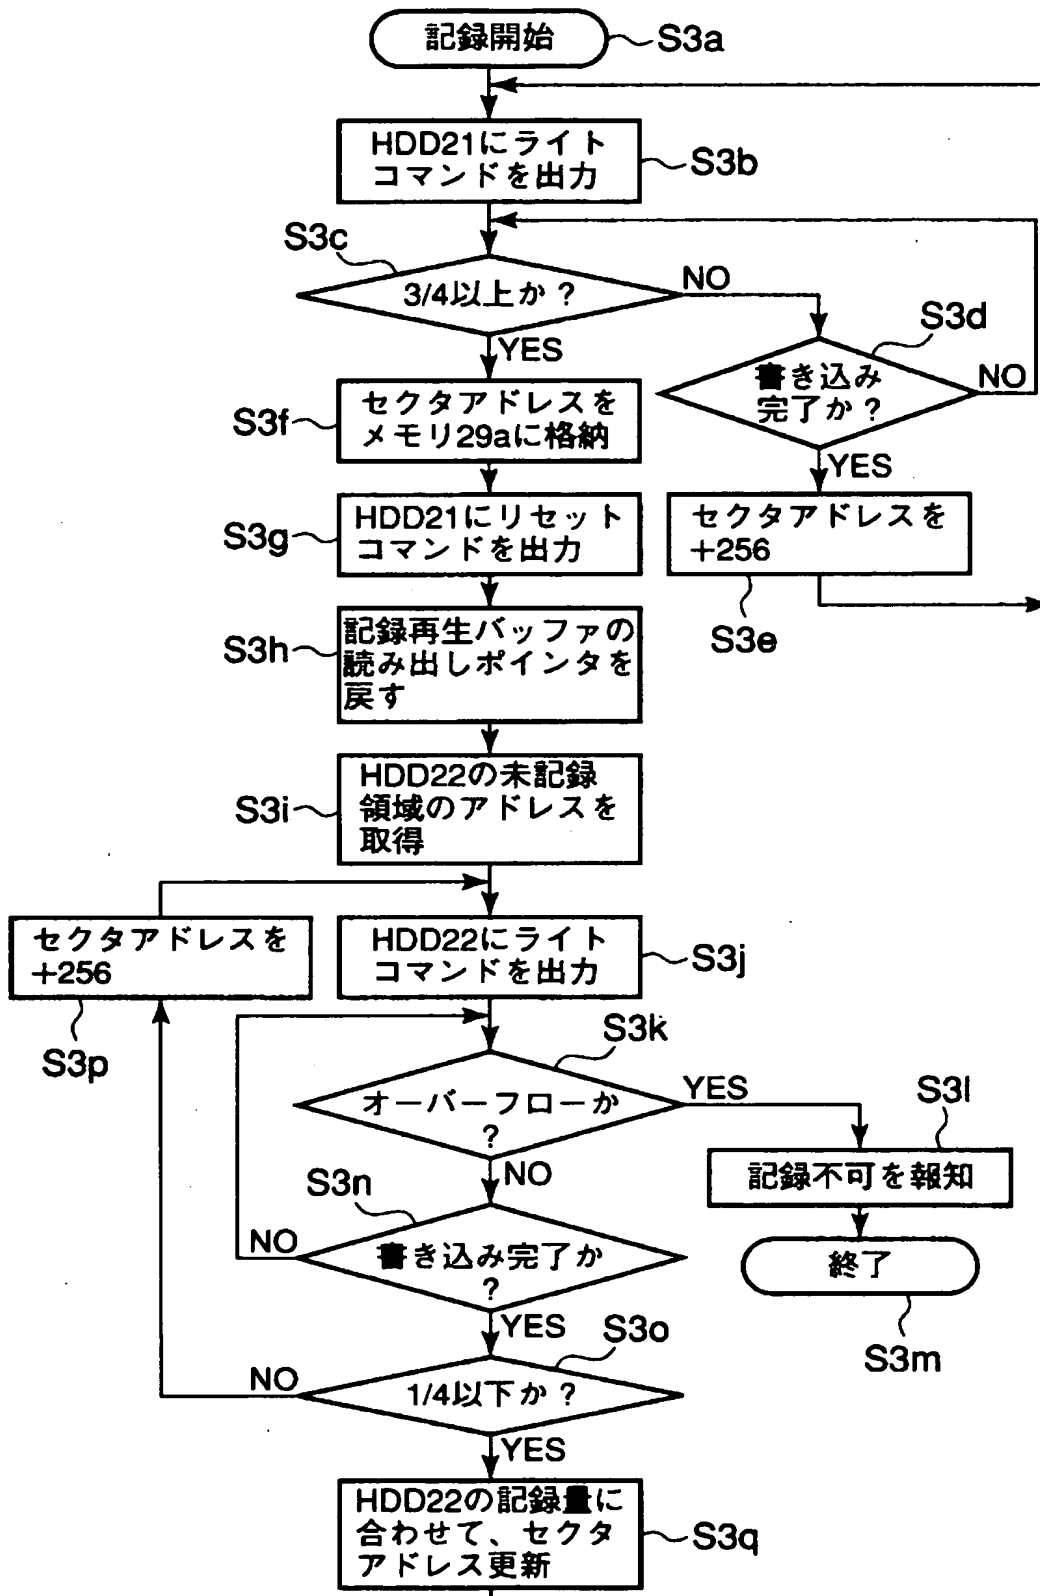 記録開始
S3a
HDD21にライト
コマンドを出力
S3b
S3c
3/4以上か？
NO
YES
S3d
書き込み
完了か？
NO
YES
S3f
セクタアドレスを
メモリ29aに格納
セクタアドレスを
+256
S3e
S3g
HDD21にリセット
コマンドを出力
S3h
記録再生バッファの
読み出しポインタを
戻す
S3i
HDD22の未記録
領域のアドレスを
取得
セクタアドレスを
+256
S3p
HDD22にライト
コマンドを出力
S3j
S3k
オーバーフローか
？
YES
NO
S3l
記録不可を報知
終了
S3m
S3n
書き込み完了か
？
NO
YES
S3o
1/4以下か？
NO
YES
HDD22の記録量に
合わせて、セクタ
アドレス更新
S3q